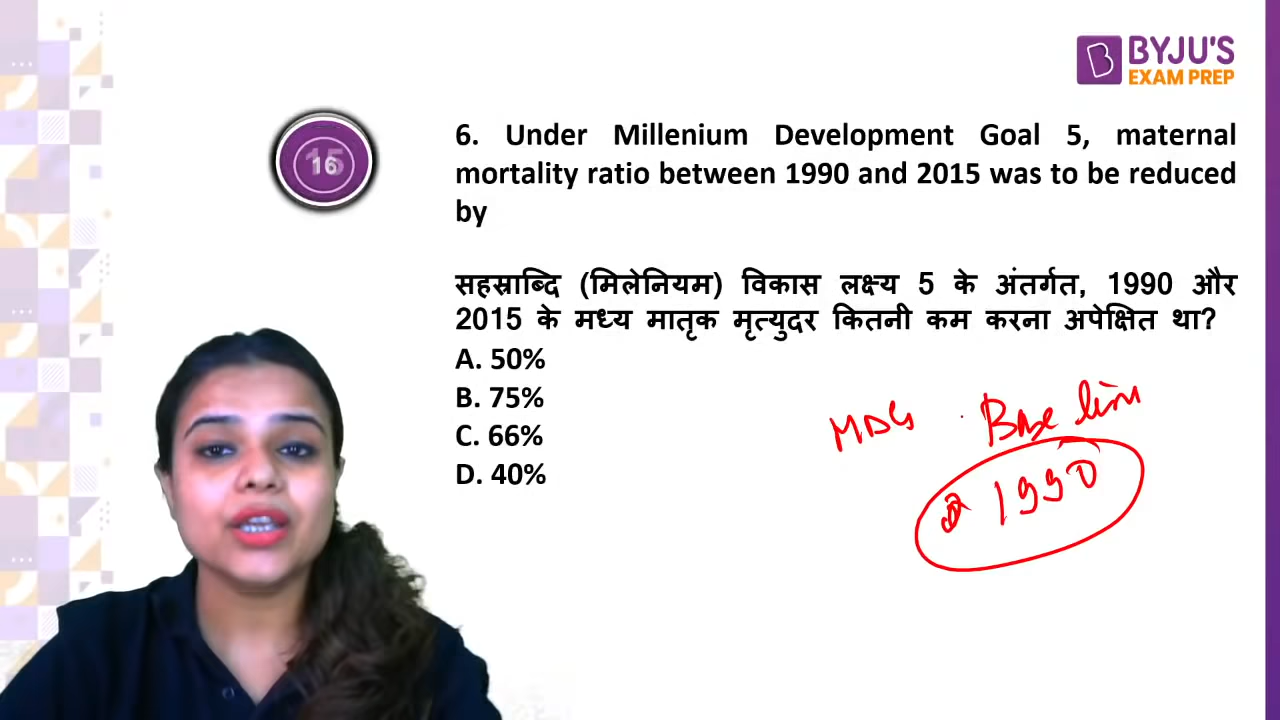 BYJU'S
EXAM PREP
16
6. Under Millenium Development Goal 5, maternal
mortality ratio between 1990 and 2015 was to be reduced
by
सहस्राब्दि (मिलेनियम) विकास लक्ष्य 5 के अंतर्गत, 1990 और
2015 के मध्य मातृक मृत्युदर कितनी कम करना अपेक्षित था?
A. 50%
B. 75%
C. 66%
D. 40%
MDG Base line
1990